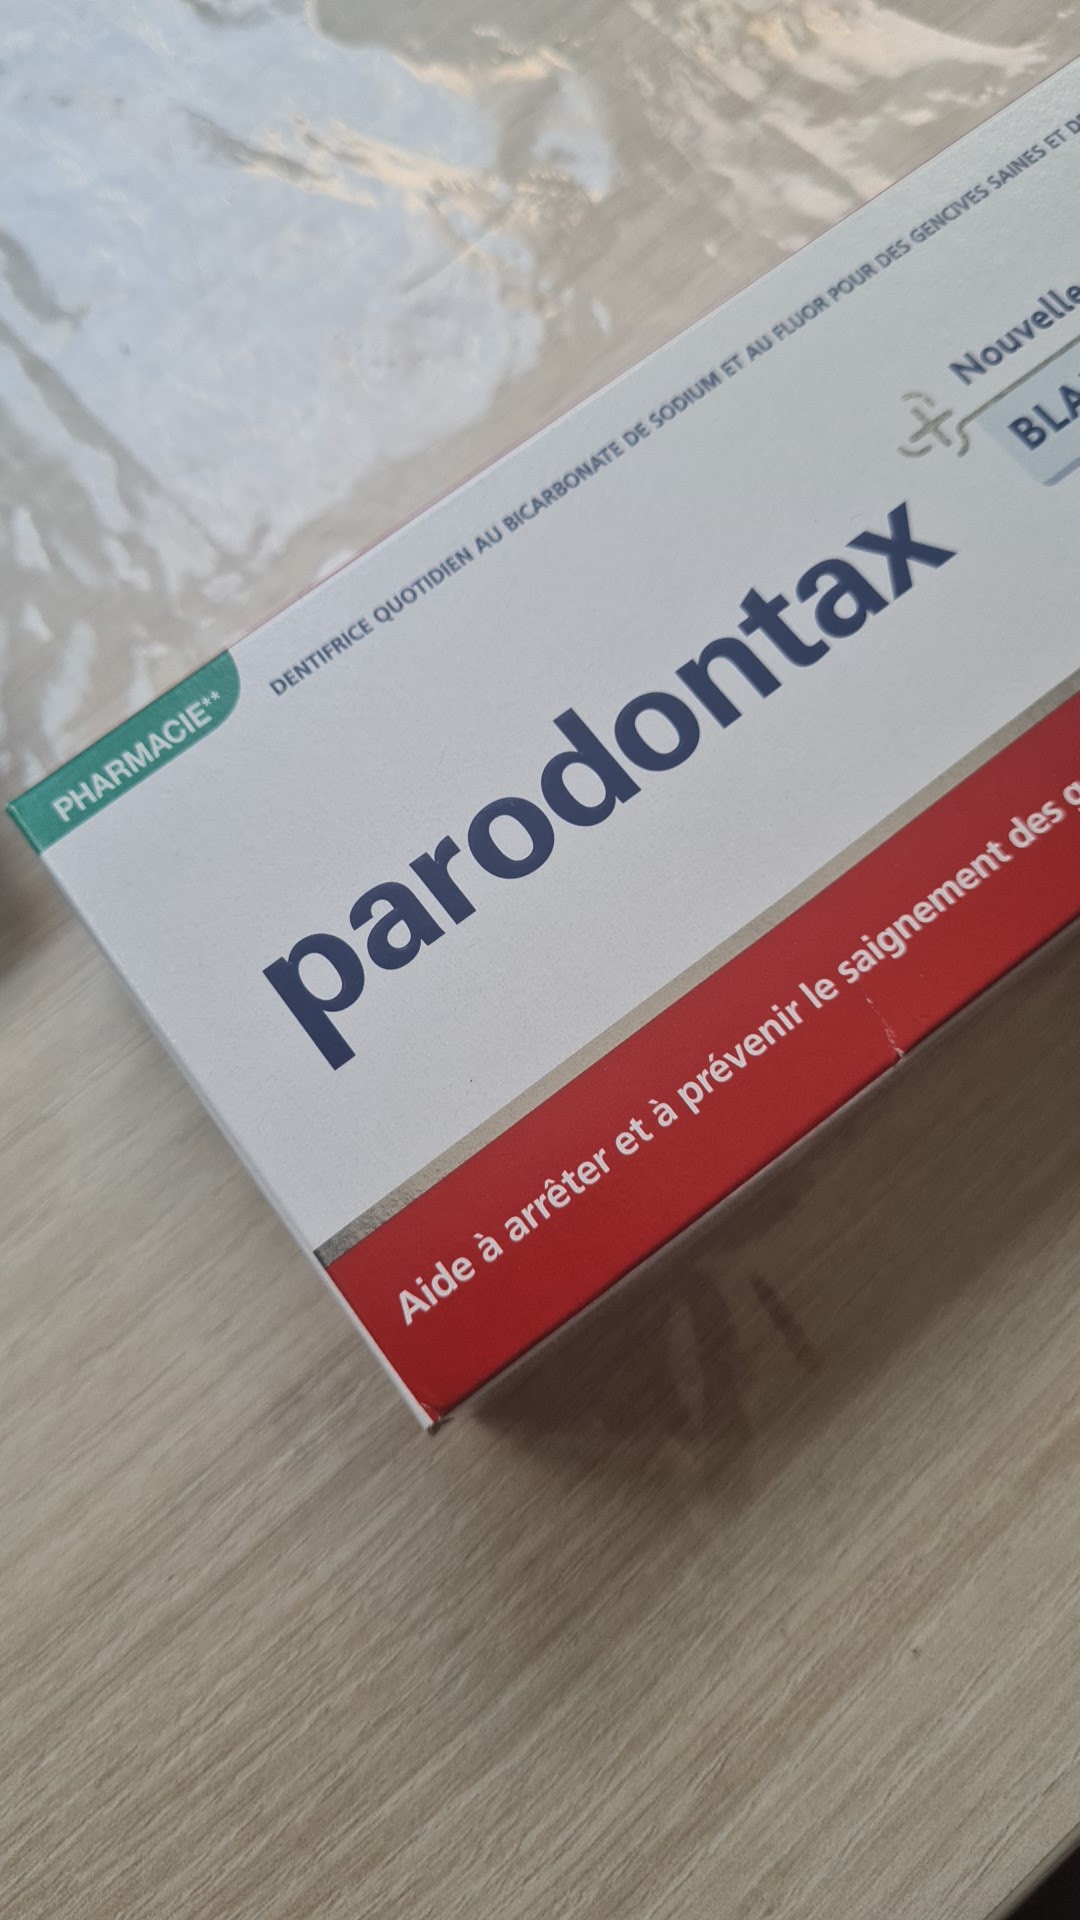 PHARMACIE**
DENTIFRICE QUOTIDIEN AU BICARBONATE DE SODIUM ET AU FLUOR POUR DES GENCIVES SAINES ET
Nouvelle
parodontax
Aide à arrêter et à prévenir le saignement des